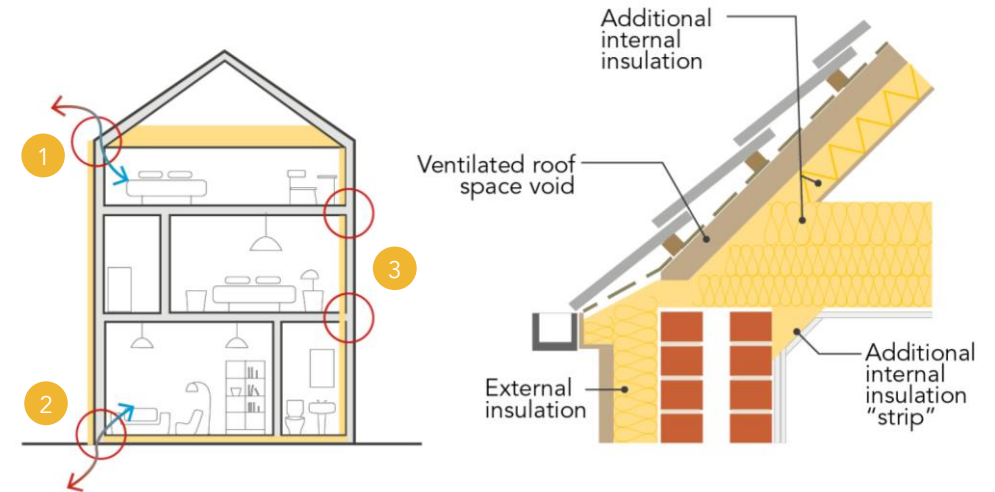 1
2
3
Additional
internal
insulation
Ventilated roof
space void
External
insulation
Additional
internal
insulation
“strip”